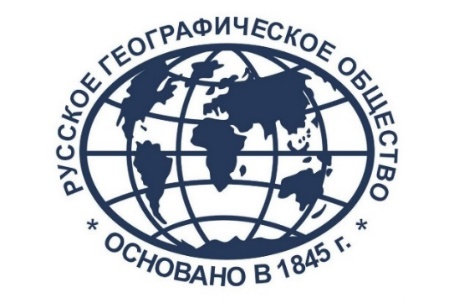 РУССКОЕ ГЕОГРАФИЧЕСКОЕ ОБЩЕСТВО
* ОСНОВАНО В 1845 г. *